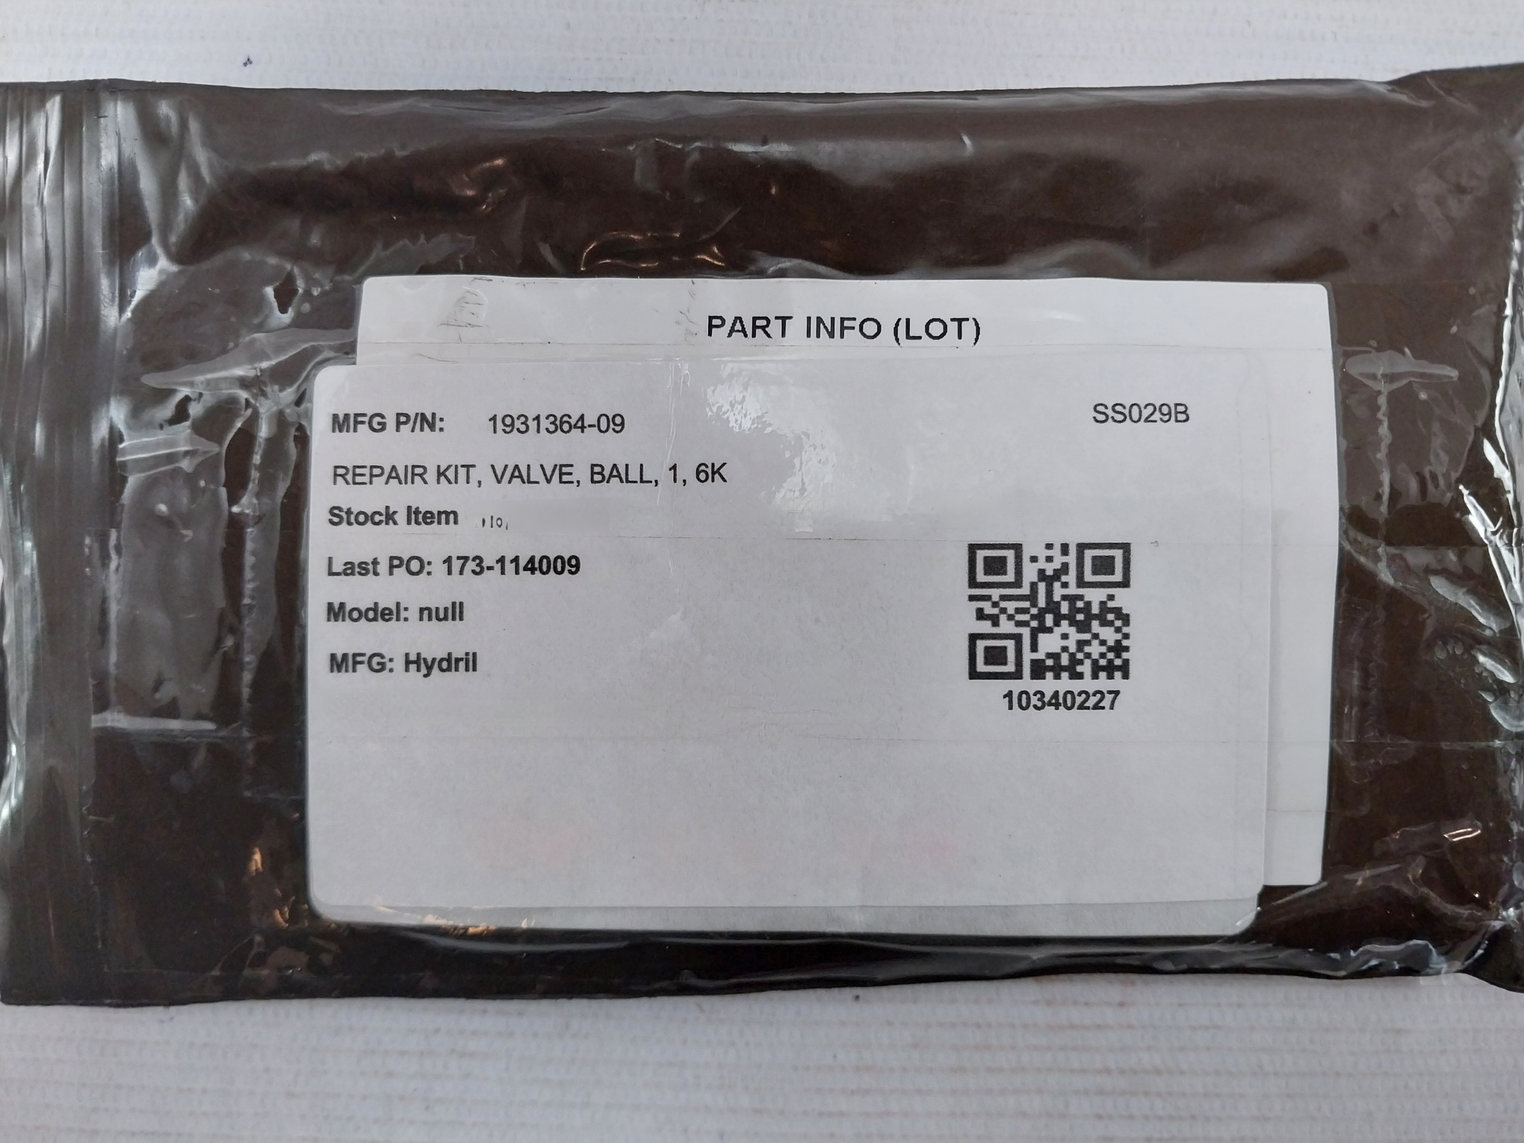 PART INFO (LOT)
MFG P/N: 1931364-09
SS029B
REPAIR KIT, VALVE, BALL, 1, 6K
Stock Item
Last PO: 173-114009
Model: null
MFG: Hydril
10340227